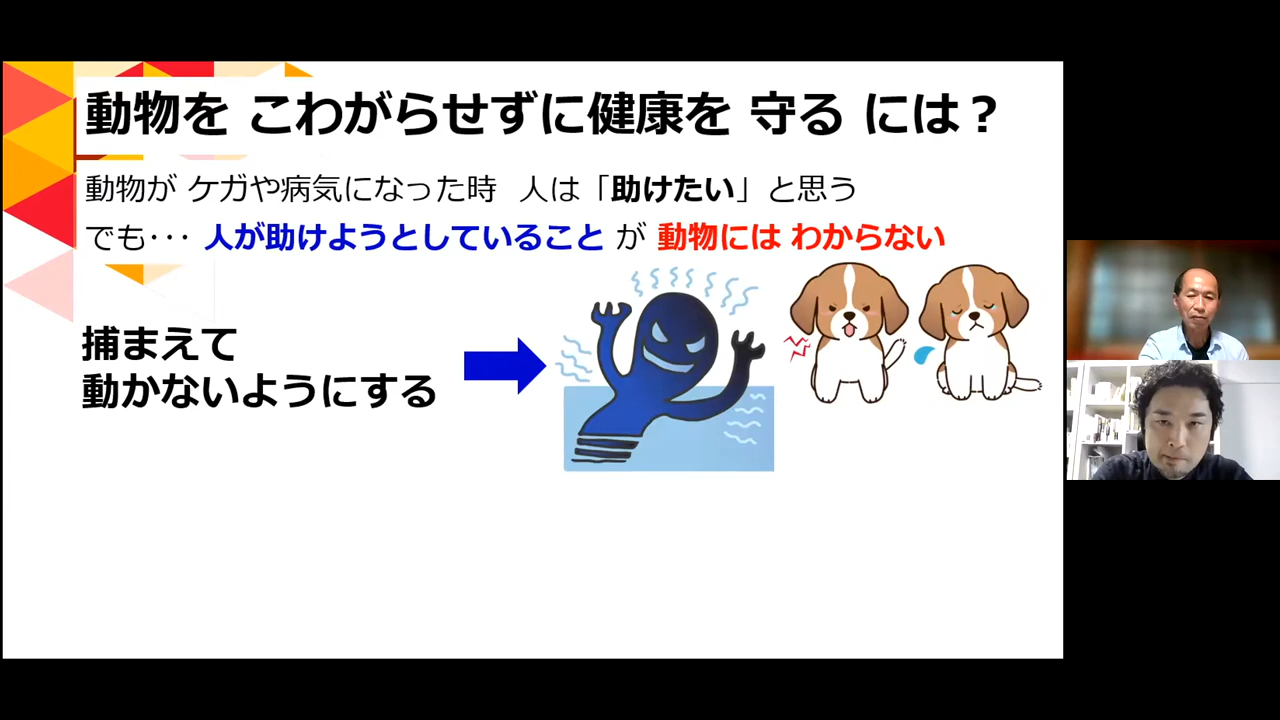 動物を こわがらせずに健康を 守る には？
動物が ケガや病気になった時 人は「助けたい」と思う
でも･･･ 人が助けようとしていること が 動物には わからない
捕まえて
動かないようにする